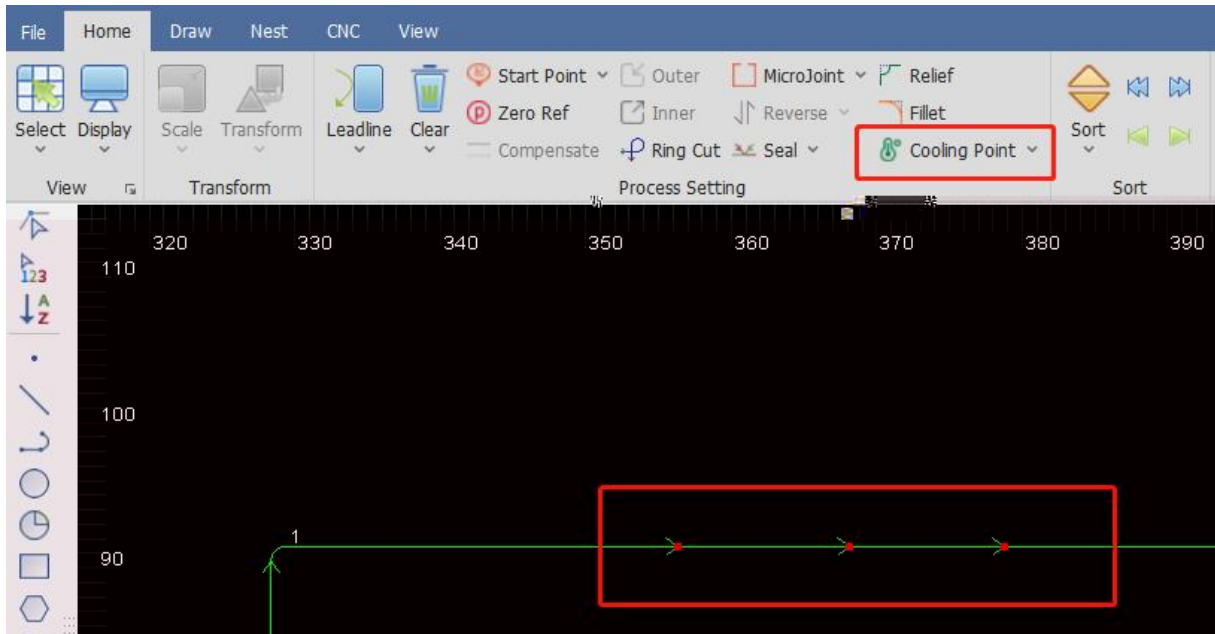 File Home Draw Nest CNC View
Start Point Outer MicroJoint Relief
Zero Ref Inner Reverse Fillet
Select Display Scale Transform Leadline Clear Sort
Compensate Ring Cut Seal Cooling Point
View Transform Process Setting Sort
320 330 340 350 360 370 380 390
123
110
A
Z
100
1
90